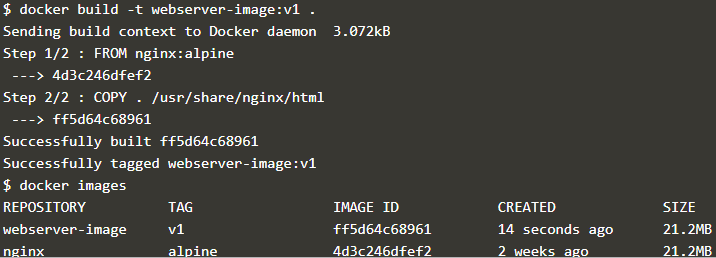 $ docker build -t webserver-image:v1 .
Sending build context to Docker daemon  3.072kB
Step 1/2 : FROM nginx:alpine
 ---> 4d3c246dfef2
Step 2/2 : COPY . /usr/share/nginx/html
 ---> ff5d64c68961
Successfully built ff5d64c68961
Successfully tagged webserver-image:v1
$ docker images
REPOSITORY          TAG                 IMAGE ID            CREATED             SIZE
webserver-image     v1                  ff5d64c68961        14 seconds ago      21.2MB
nginx               alpine              4d3c246dfef2        2 weeks ago         21.2MB